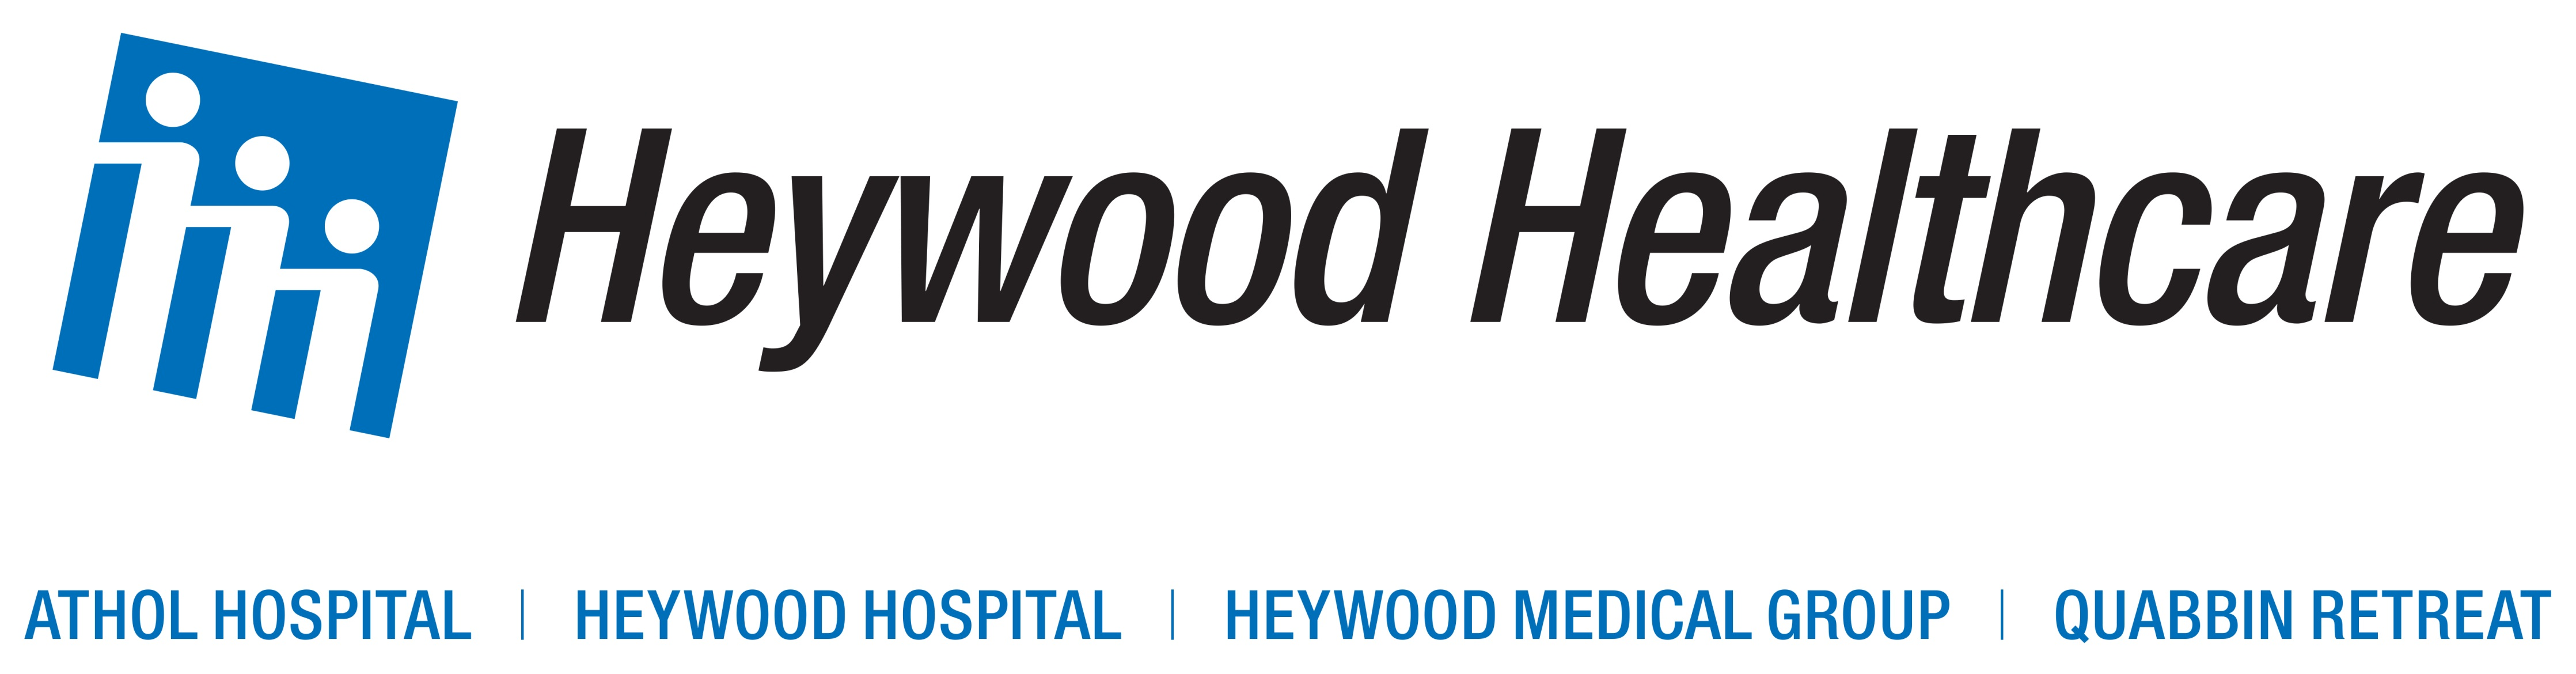 Heywood Healthcare
ATHOL HOSPITAL | HEYWOOD HOSPITAL | HEYWOOD MEDICAL GROUP | QUABBIN RETREAT